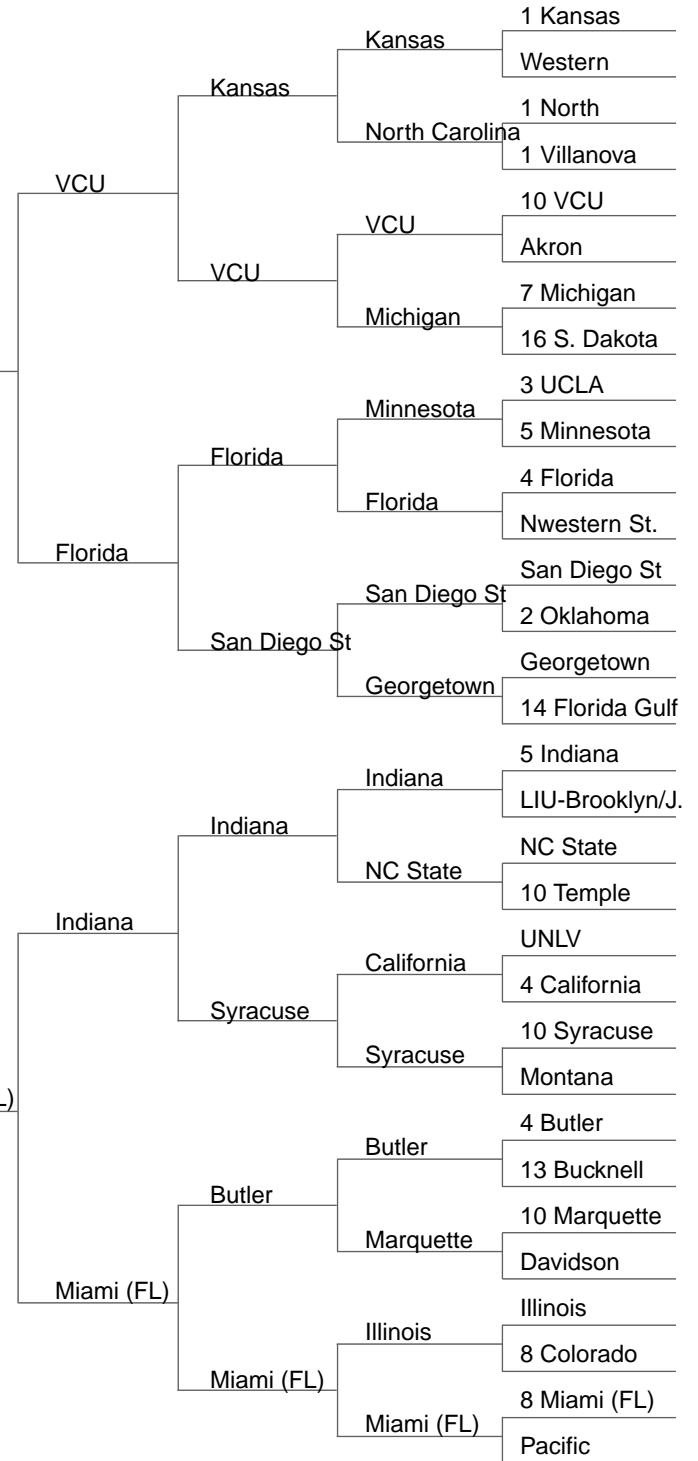 1 Kansas
Kansas
Western
Kansas
1 North
North Carolina
1 Villanova
VCU
10 VCU
VCU
Akron
VCU
7 Michigan
Michigan
16 S. Dakota
3 UCLA
Minnesota
5 Minnesota
Florida
4 Florida
Florida
Nwestern St.
Florida
San Diego St
San Diego St
2 Oklahoma
San Diego St
Georgetown
Georgetown
14 Florida Gulf
5 Indiana
Indiana
LIU-Brooklyn/J.
Indiana
NC State
NC State
10 Temple
Indiana
UNLV
California
4 California
Syracuse
10 Syracuse
Syracuse
Montana
L)
4 Butler
Butler
13 Bucknell
Butler
10 Marquette
Marquette
Davidson
Miami (FL)
Illinois
Illinois
8 Colorado
Miami (FL)
8 Miami (FL)
Miami (FL)
Pacific